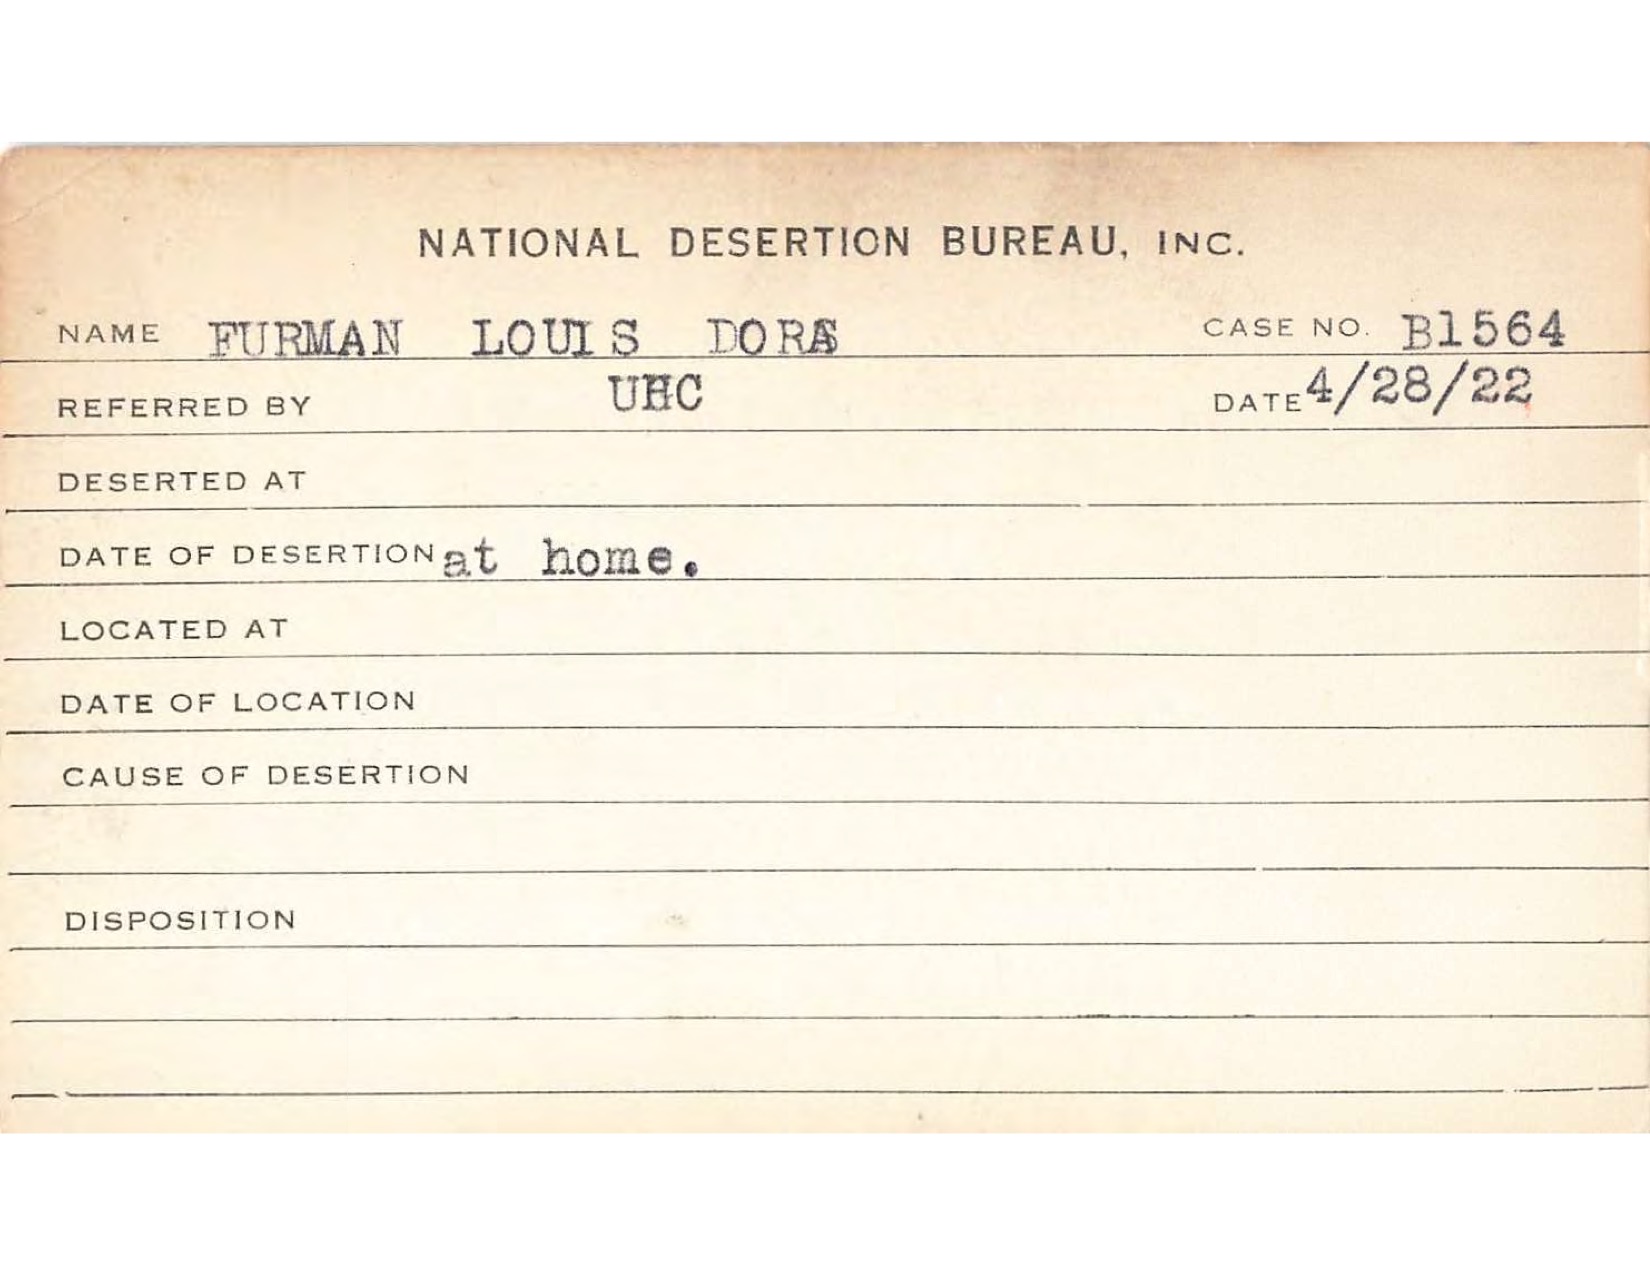 NATIONAL DESERTION BUREAU, INC.
NAME FURMAN LOUIS DORA CASE NO. B1564
REFERRED BY UHC DATE 4/28/22
DESERTED AT
DATE OF DESERTION at home.
LOCATED AT
DATE OF LOCATION
CAUSE OF DESERTION
DISPOSITION